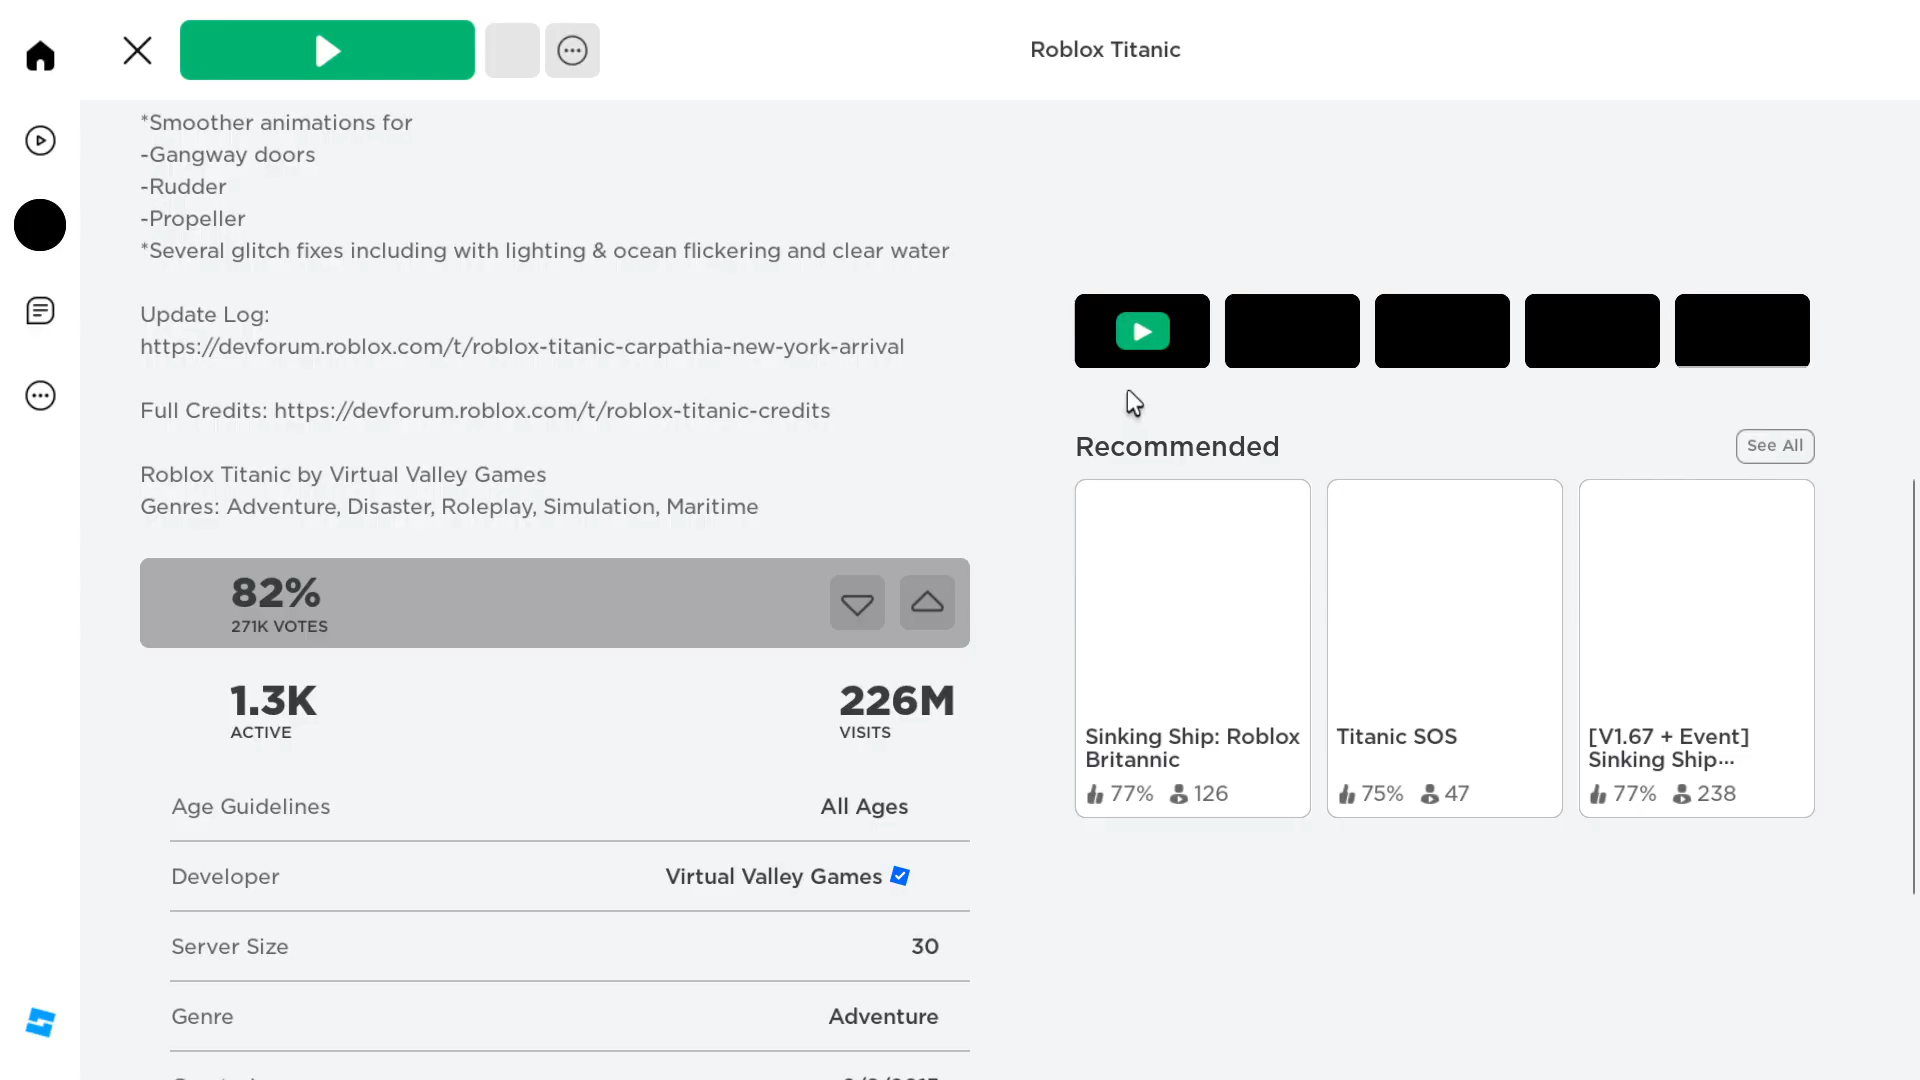 Roblox Titanic
*Smoother animations for
-Gangway doors
-Rudder
-Propeller
*Several glitch fixes including with lighting & ocean flickering and clear water
Update Log:
https://devforum.roblox.com/t/roblox-titanic-carpathia-new-york-arrival
Full Credits: https://devforum.roblox.com/t/roblox-titanic-credits
Roblox Titanic by Virtual Valley Games
Genres: Adventure, Disaster, Roleplay, Simulation, Maritime
82%
271K VOTES
1.3K
ACTIVE
226M
VISITS
Age Guidelines All Ages
Developer Virtual Valley Games
Server Size 30
Genre Adventure
Recommended
See All
Sinking Ship: Roblox
Britannic
77% 126
Titanic SOS
75% 47
[V1.67 + Event]
Sinking Ship...
77% 238